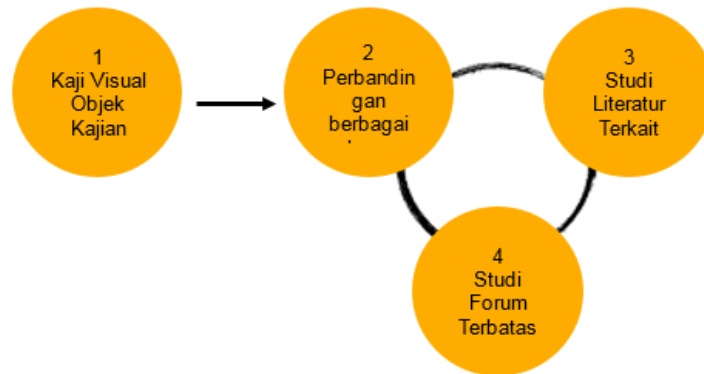 1
Kaji Visual
Objek
Kajian
2
Perbandin
gan
berbagai
3
Studi
Literatur
Terkait
4
Studi
Forum
Terbatas